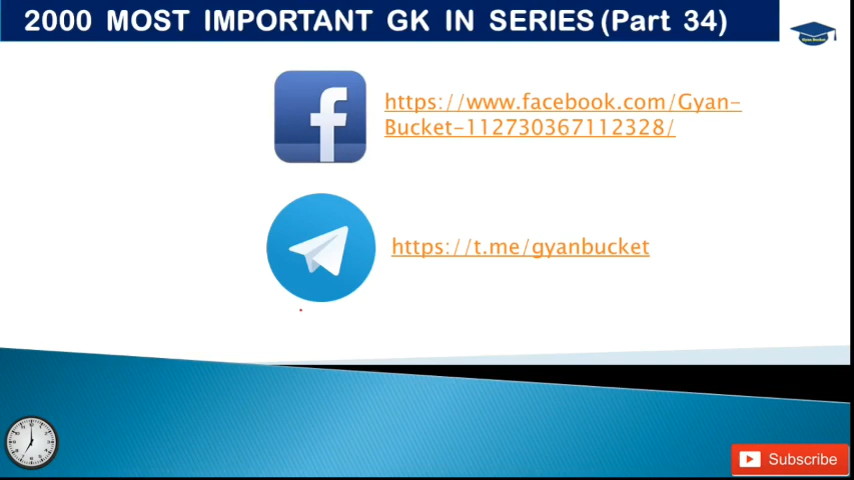 2000 MOST IMPORTANT GK IN SERIES (Part 34)
https://www.facebook.com/Gyan-
Bucket-112730367112328/
https://t.me/gyanbucket
Subscribe